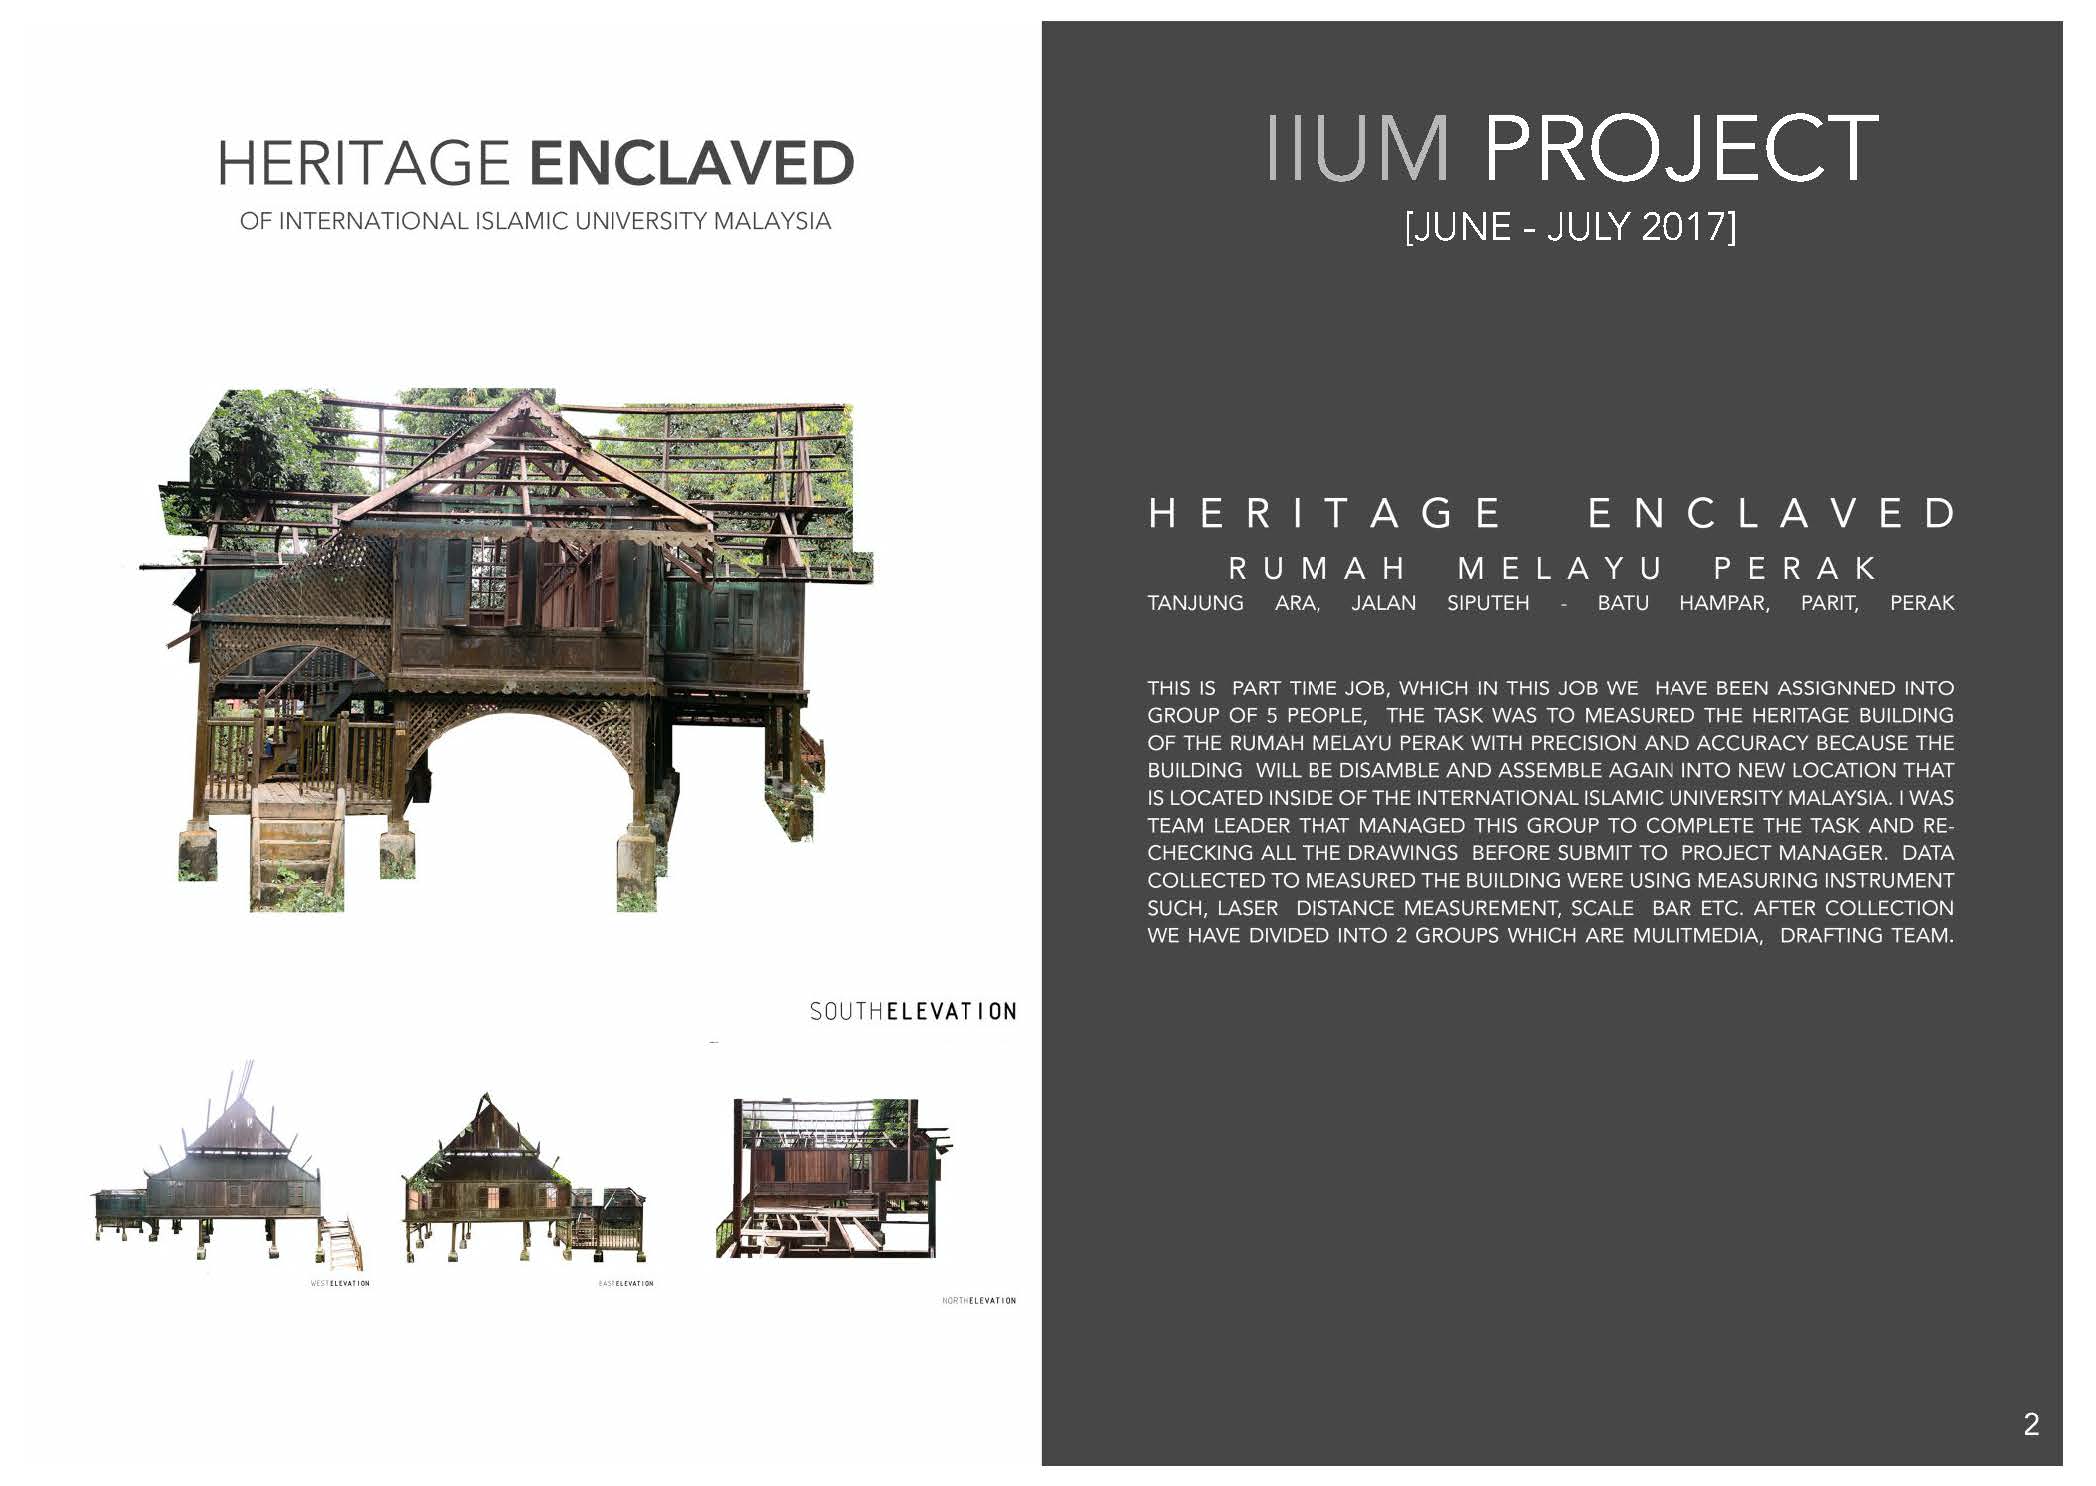 HERITAGE ENCLAVED
OF INTERNATIONAL ISLAMIC UNIVERSITY MALAYSIA
SOUTHELEVATION
WESTELEVATION
EASTELEVATION
NORTHELEVATION
IIUM PROJECT
[JUNE - JULY 2017]
HERITAGE ENCLAVED
RUMAH MELAYU PERAK
TANJUNG ARA, JALAN SIPUTEH - BATU HAMPAR, PARIT, PERAK
THIS IS PART TIME JOB, WHICH IN THIS JOB WE HAVE BEEN ASSIGNNED INTO
GROUP OF 5 PEOPLE, THE TASK WAS TO MEASURED THE HERITAGE BUILDING
OF THE RUMAH MELAYU PERAK WITH PRECISION AND ACCURACY BECAUSE THE
BUILDING WILL BE DISAMBLE AND ASSEMBLE AGAIN INTO NEW LOCATION THAT
IS LOCATED INSIDE OF THE INTERNATIONAL ISLAMIC UNIVERSITY MALAYSIA. I WAS
TEAM LEADER THAT MANAGED THIS GROUP TO COMPLETE THE TASK AND RE-
CHECKING ALL THE DRAWINGS BEFORE SUBMIT TO PROJECT MANAGER. DATA
COLLECTED TO MEASURED THE BUILDING WERE USING MEASURING INSTRUMENT
SUCH, LASER DISTANCE MEASUREMENT, SCALE BAR ETC. AFTER COLLECTION
WE HAVE DIVIDED INTO 2 GROUPS WHICH ARE MULITMEDIA, DRAFTING TEAM.
2